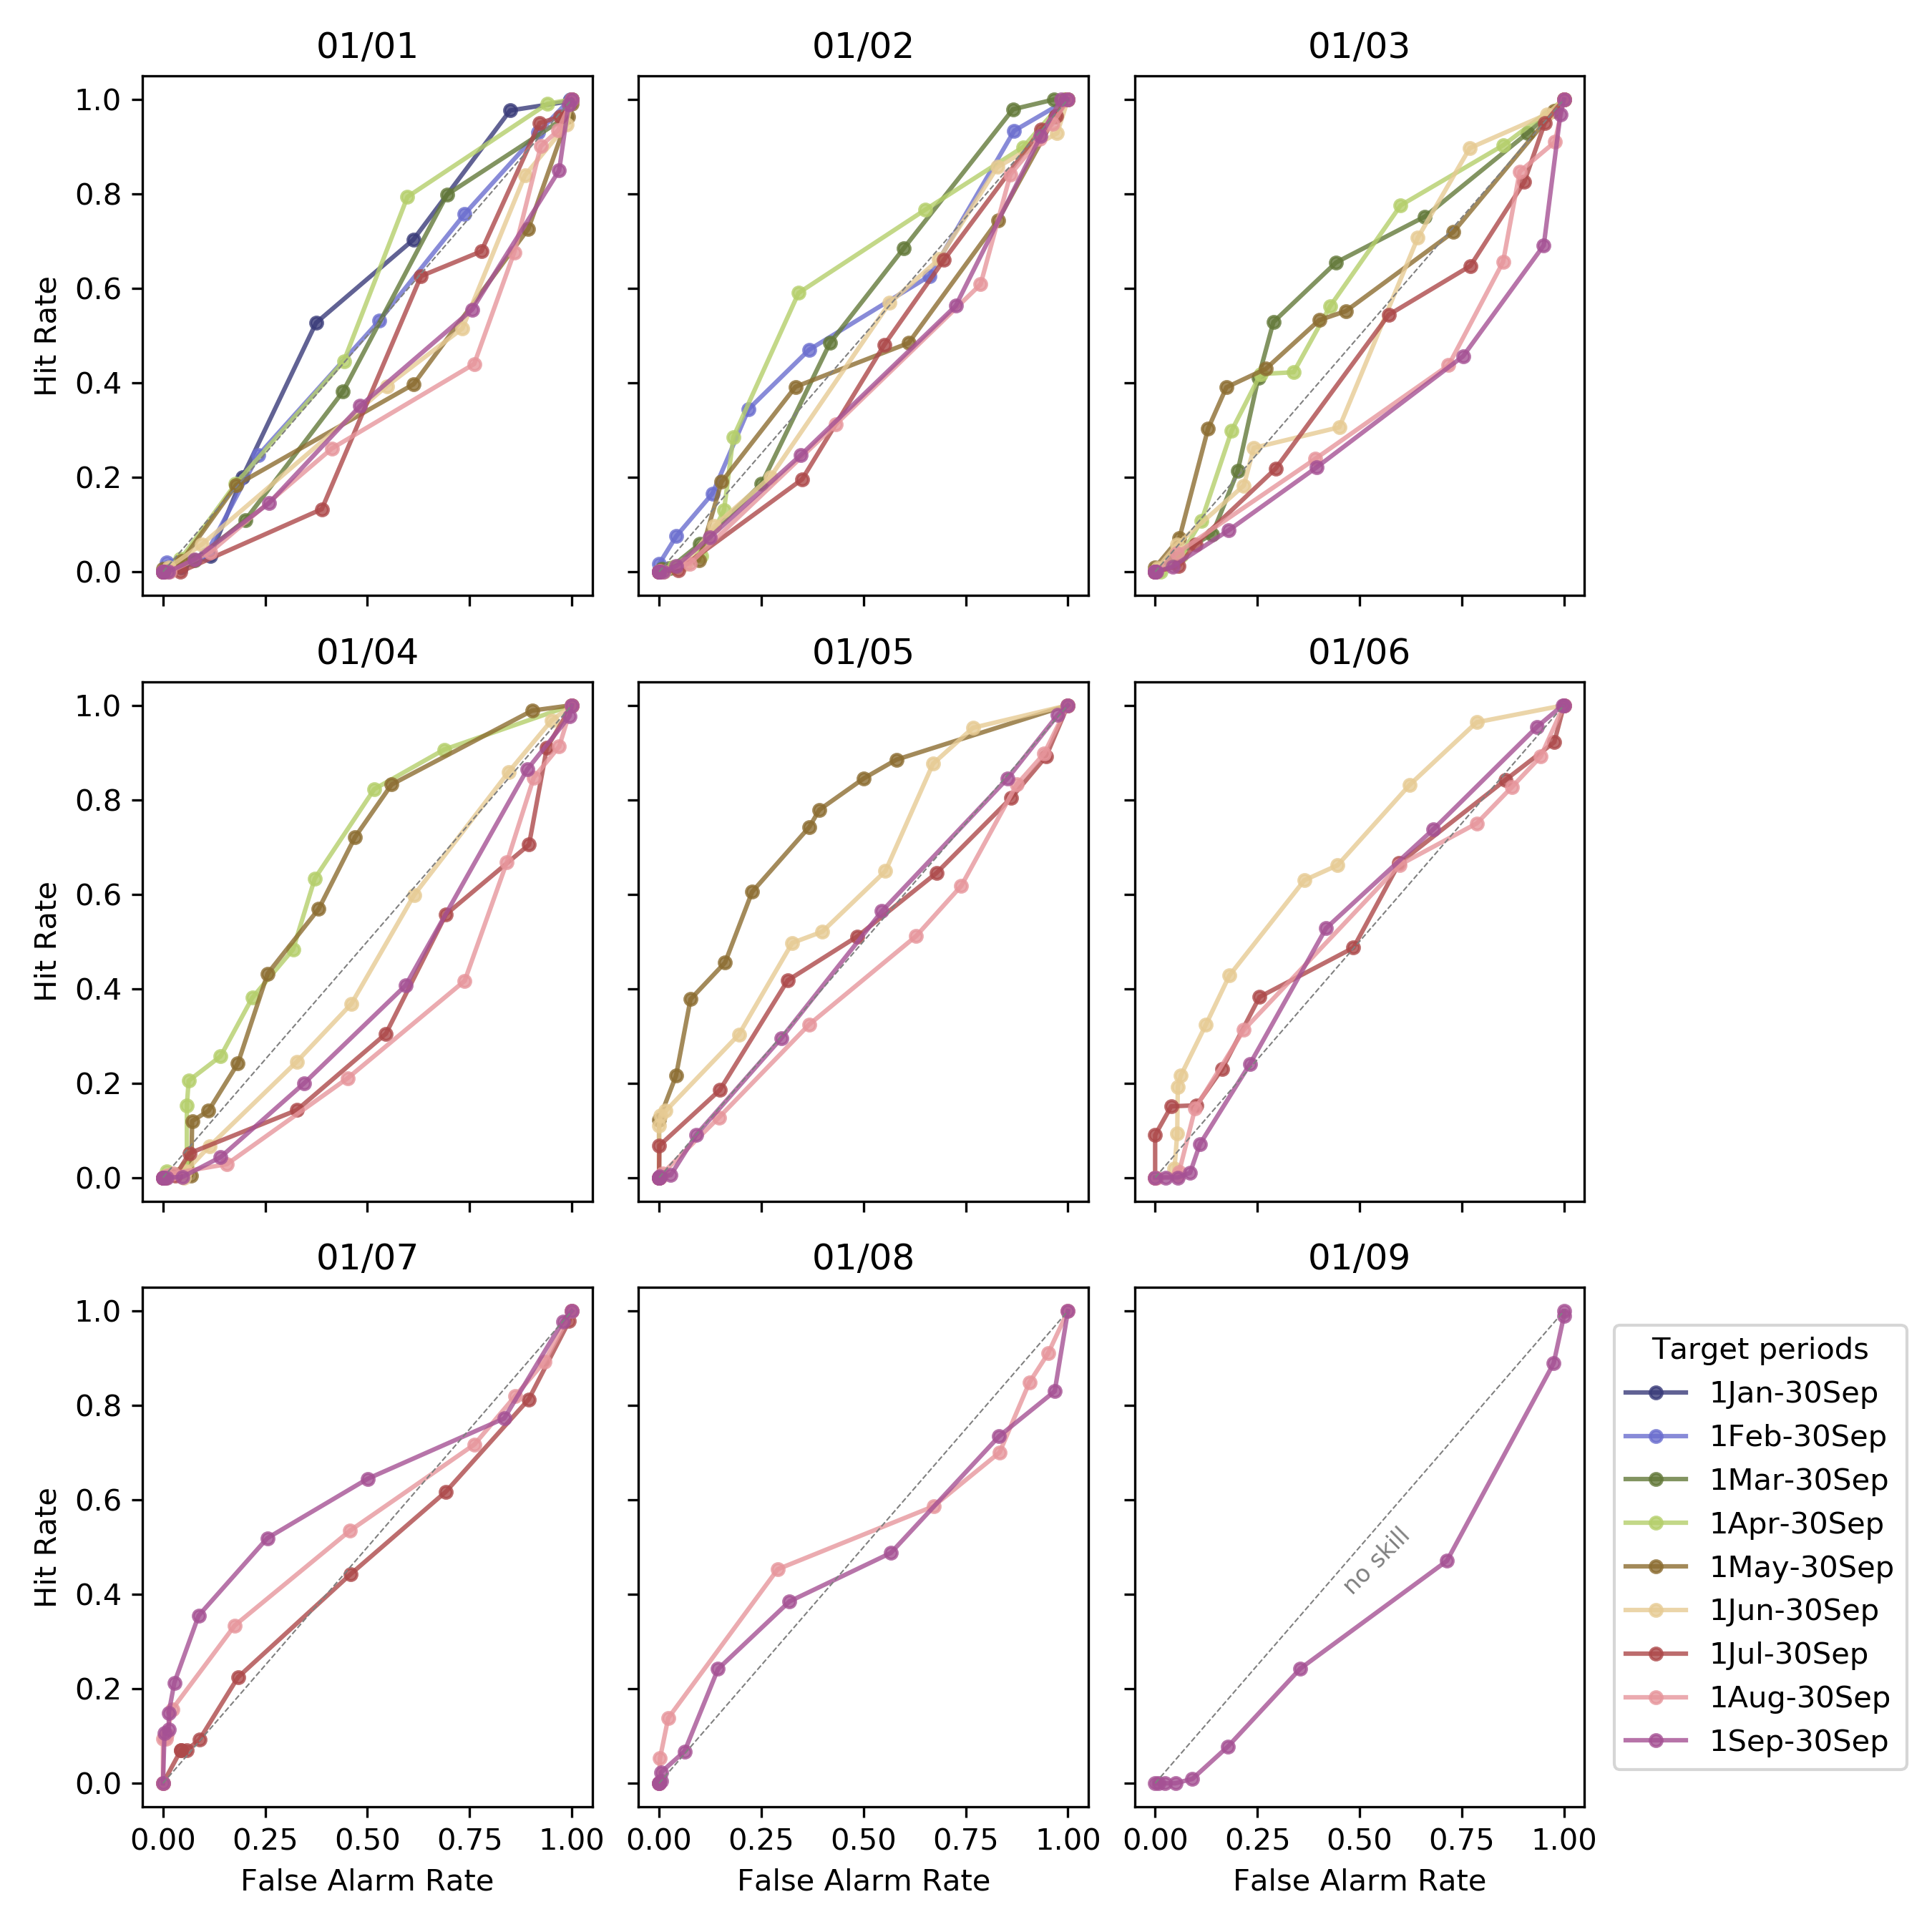 01/01 01/02 01/03
1.0
0.8
0.6
0.4
0.2
0.0
Hit Rate
01/04 01/05 01/06
1.0
0.8
0.6
0.4
0.2
0.0
Hit Rate
01/07 01/08 01/09
1.0
0.8
0.6
0.4
0.2
0.0
Hit Rate
no skill
0.00 0.25 0.50 0.75 1.00 0.00 0.25 0.50 0.75 1.00 0.00 0.25 0.50 0.75 1.00
False Alarm Rate False Alarm Rate False Alarm Rate
Target periods
1Jan-30Sep
1Feb-30Sep
1Mar-30Sep
1Apr-30Sep
1May-30Sep
1Jun-30Sep
1Jul-30Sep
1Aug-30Sep
1Sep-30Sep